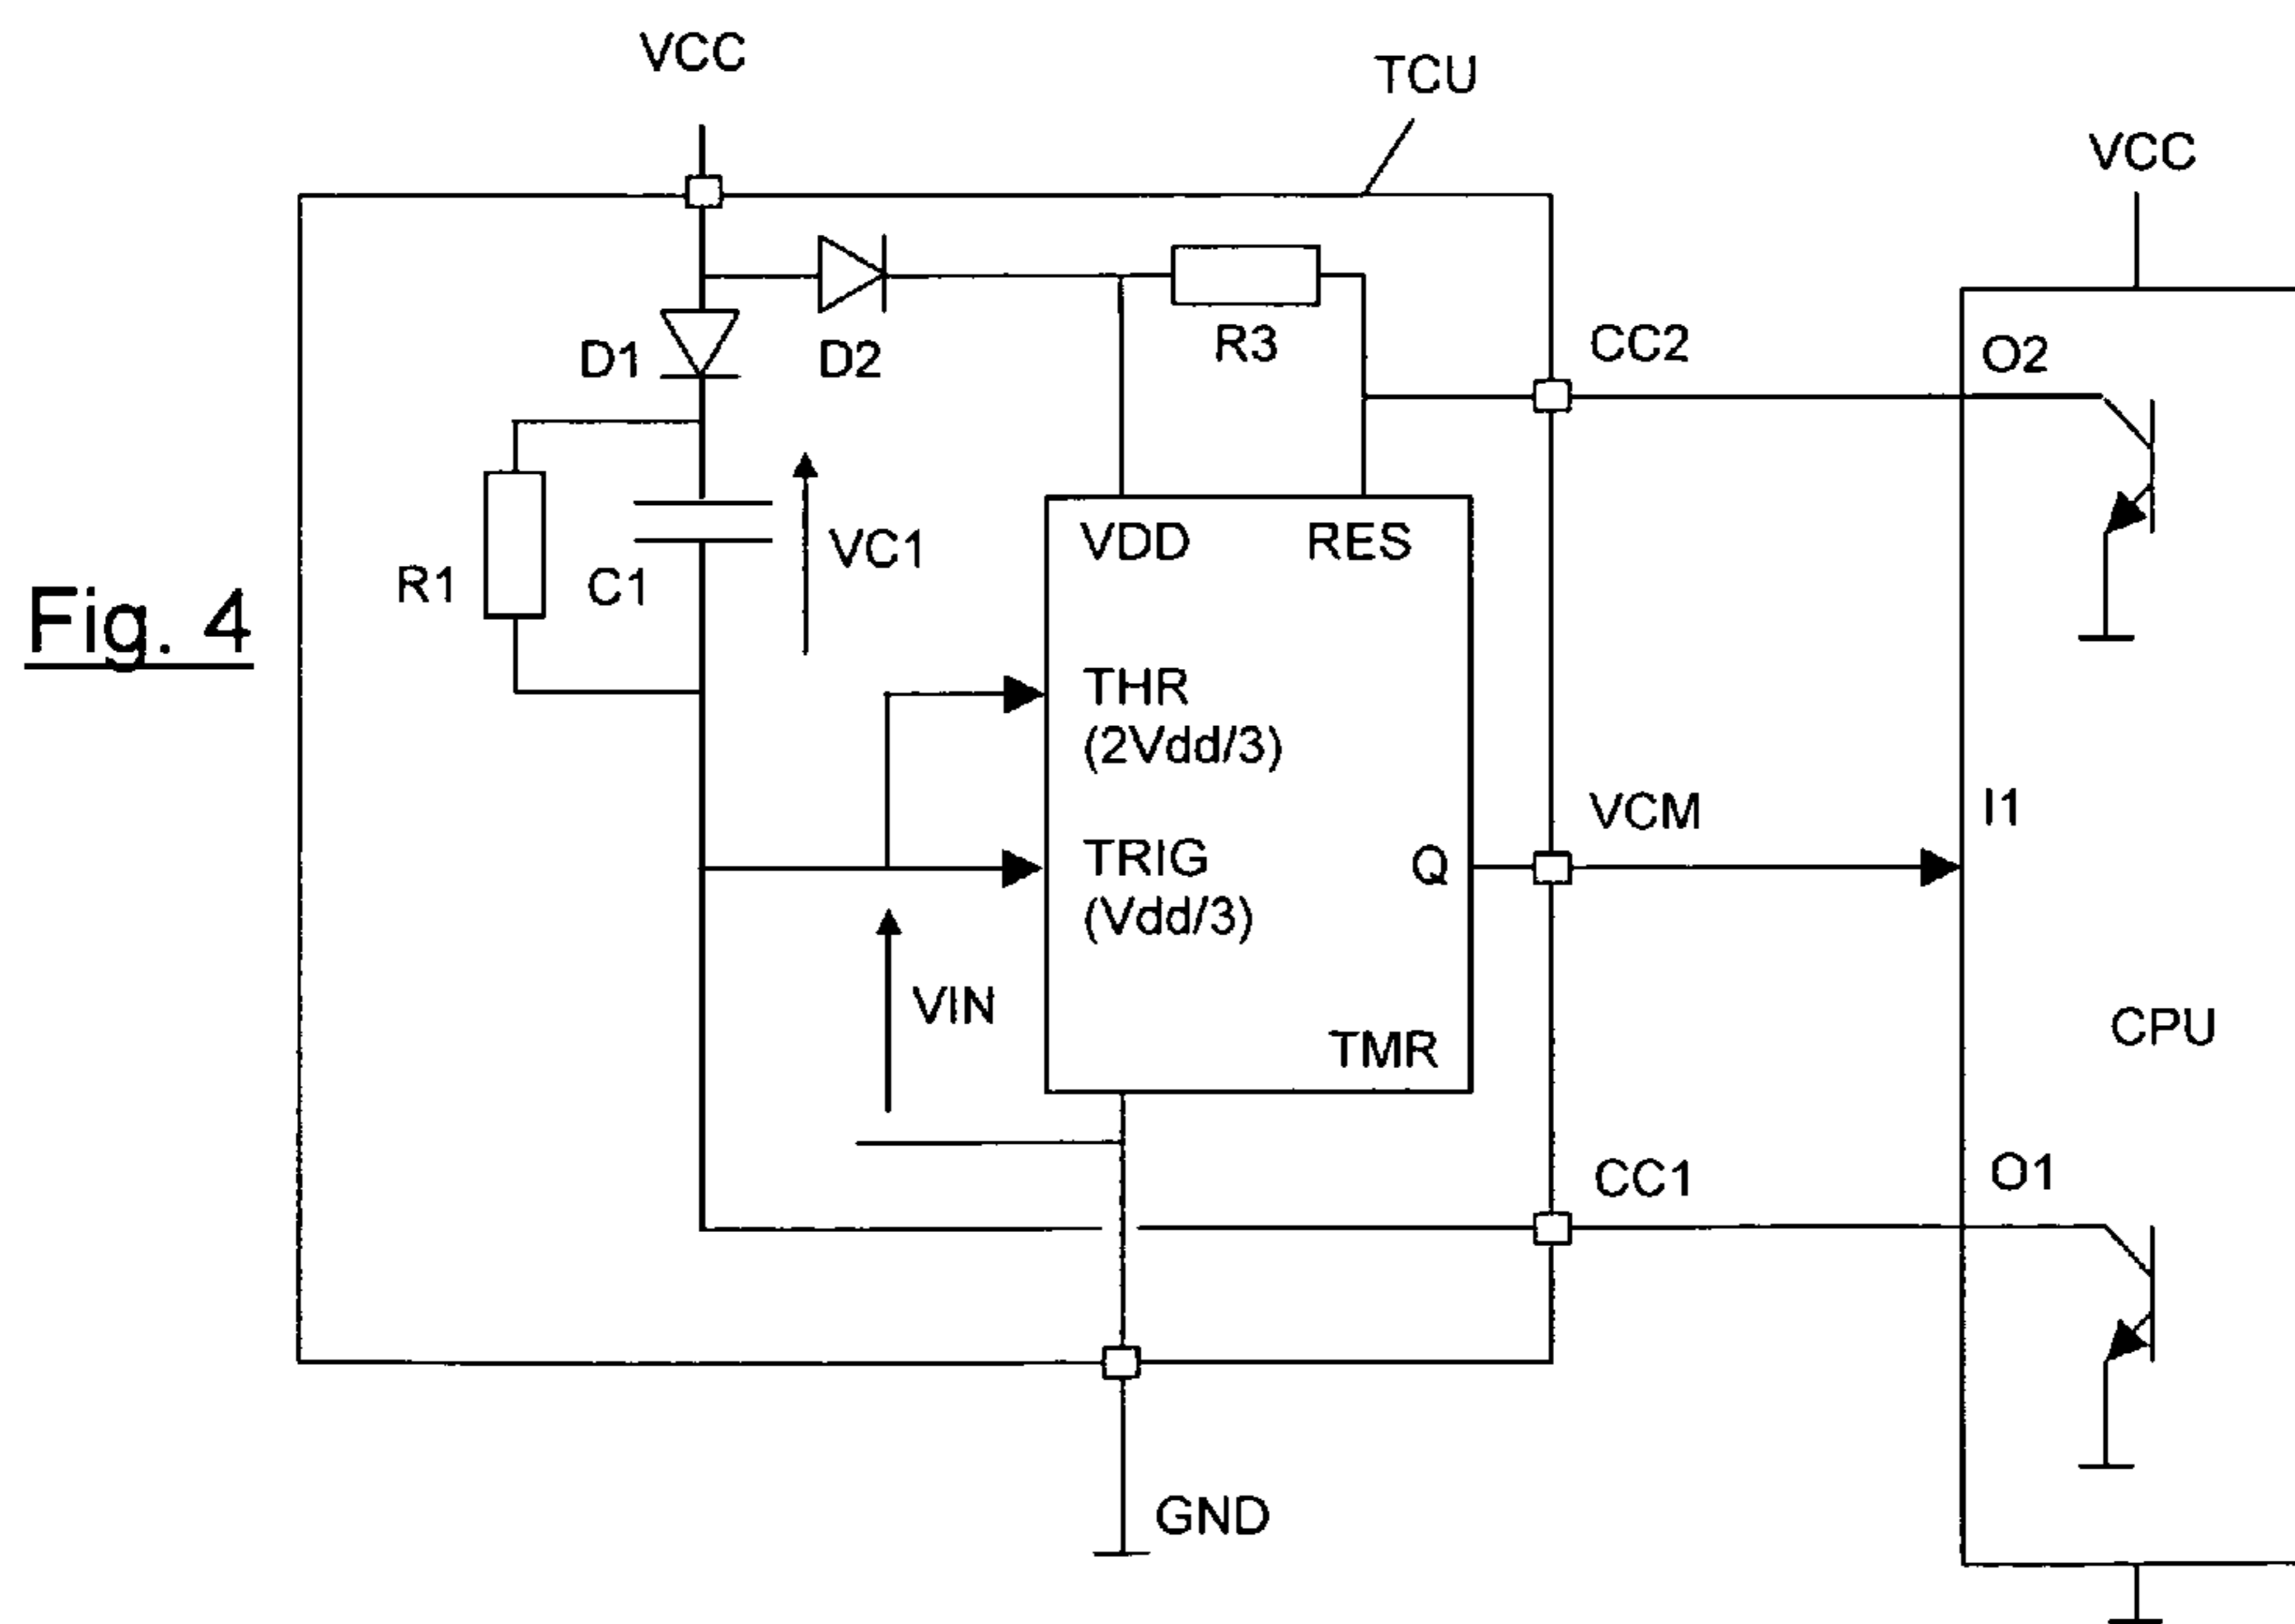 VCC
TCU
VCC
D1
D2
R3
CC2
O2
R1
C1
VC1
VDD
RES
Fig. 4
THR
(2Vdd/3)
VCM
I1
TRIG
(Vdd/3)
Q
VIN
TMR
CPU
CC1
O1
GND